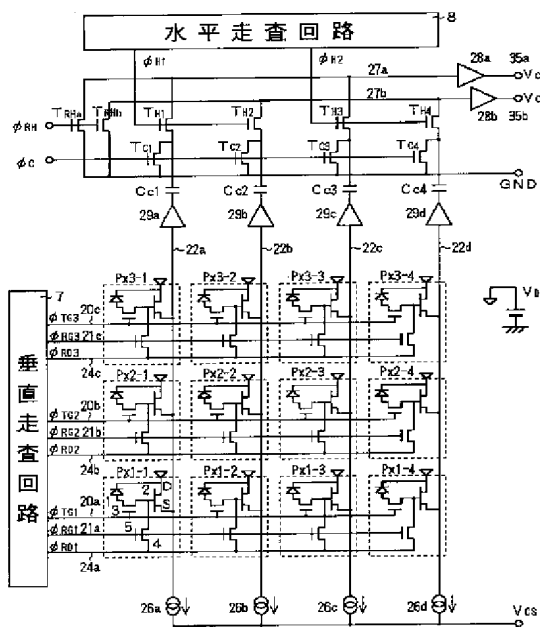 8
水平走査回路
φH1
φH2
27a
28a
35a
27b
28b
35b
TRHa
TRHb
TH1
TH2
TH3
TH4
φRH
TC1
TC2
TC3
TC4
φC
GND
Cc1
Cc2
Cc3
Cc4
29a
29b
29c
29d
22a
22b
22c
22d
7
垂直走査回路
Px3-1
Px3-2
Px3-3
Px3-4
20c
φTG3
φRG3 21c
φRD3
24c
Px2-1
Px2-2
Px2-3
Px2-4
20b
φTG2
φRG2 21b
φRD2
24b
Px1-1
Px1-2
Px1-3
Px1-4
20a
φTG1
φRG1 21a
φRD1
24a
1
2
D
S
3
5
4
26a
26b
26c
26d
VCS